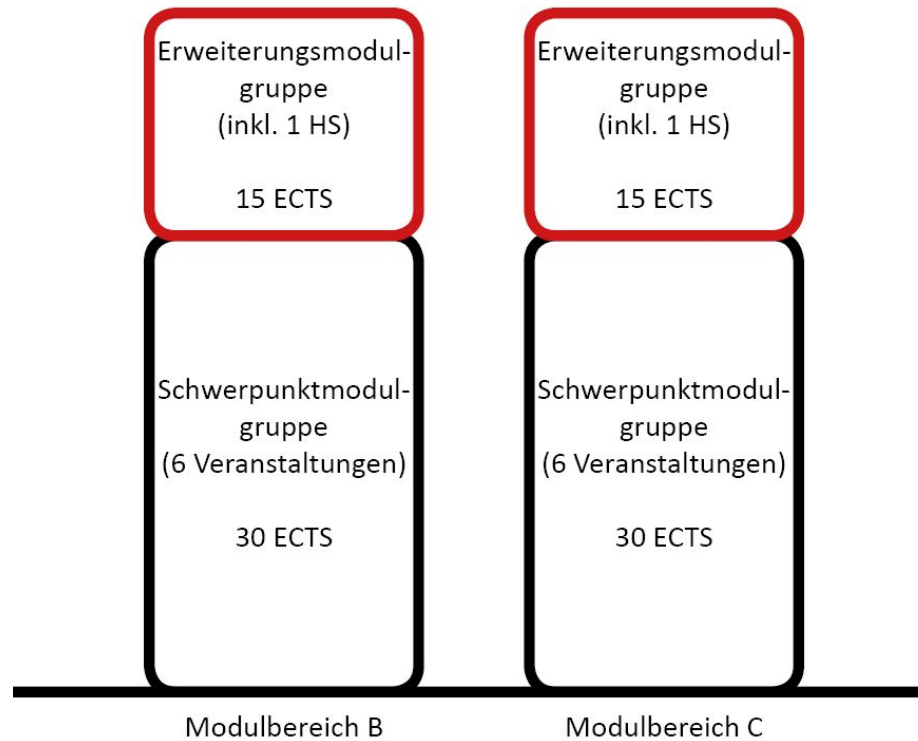 Erweiterungsmodul-
gruppe
(inkl. 1 HS)
15 ECTS
Schwerpunktmodul-
gruppe
(6 Veranstaltungen)
30 ECTS
Modulbereich B
Erweiterungsmodul-
gruppe
(inkl. 1 HS)
15 ECTS
Schwerpunktmodul-
gruppe
(6 Veranstaltungen)
30 ECTS
Modulbereich C